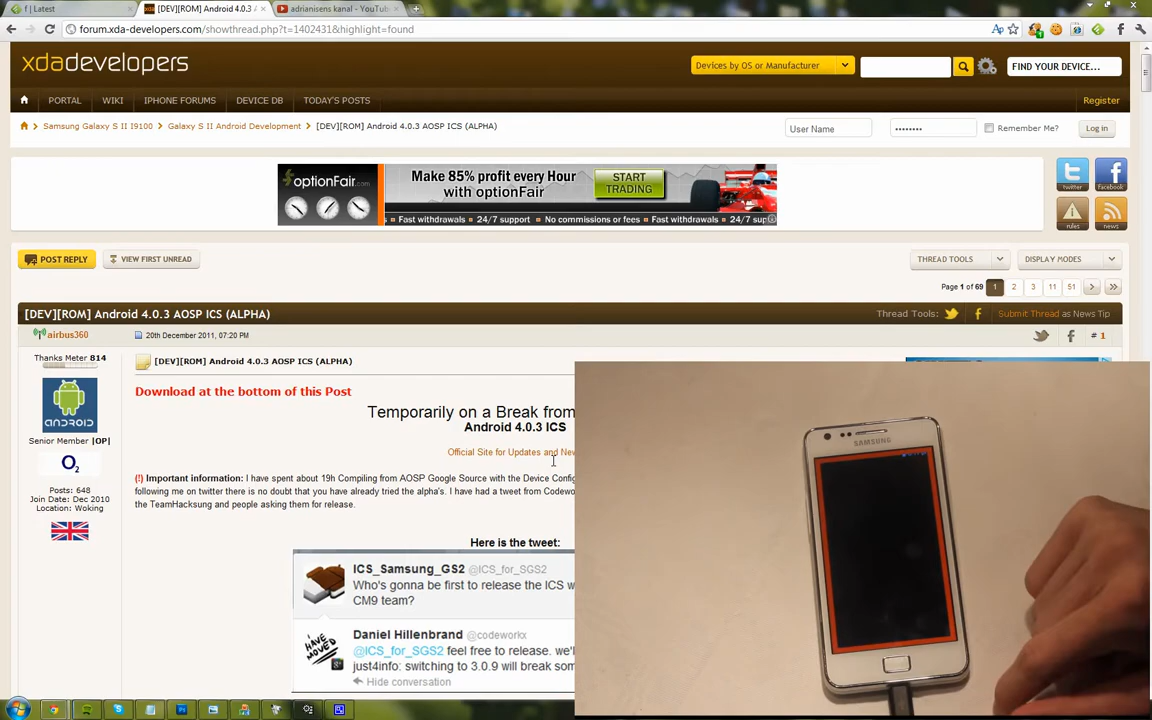 f | Latest
[DEV][ROM] Android 4.0.3 A
adrianisens kanal - YouTub
forum.xda-developers.com/showthread.php?t=1402431&highlight=found
xdadevelopers
Devices by OS or Manufacturer
FIND YOUR DEVICE...
PORTAL
WIKI
IPHONE FORUMS
DEVICE DB
TODAY'S POSTS
Register
Samsung Galaxy S II I9100
Galaxy S II Android Development
[DEV][ROM] Android 4.0.3 AOSP ICS (ALPHA)
User Name
••••••••
Remember Me?
Log in
optionFair.com
Make 85% profit every Hour
with optionFair
START
TRADING
Fast withdrawals
24/7 support
No commissions or fees
Fast withdrawals
24/7 sup
twitter
facebook
rules
news
POST REPLY
VIEW FIRST UNREAD
THREAD TOOLS
DISPLAY MODES
Page 1 of 69
1
2
3
11
51
>
>>
[DEV][ROM] Android 4.0.3 AOSP ICS (ALPHA)
Thread Tools:
Submit Thread as News Tip
airbus360
20th December 2011, 07:20 PM
# 1
Thanks Meter 814
[DEV][ROM] Android 4.0.3 AOSP ICS (ALPHA)
Download at the bottom of this Post
ANDROID
Temporarily on a Break from
Android 4.0.3 ICS
Senior Member |OP|
Official Site for Updates and New
O2
(!) Important information: I have spent about 19h Compiling from AOSP Google Source with the Device Config
following me on twitter there is no doubt that you have already tried the alpha's. I have had a tweet from Codewo
the TeamHacksung and people asking them for release.
Posts: 648
Join Date: Dec 2010
Location: Woking
Here is the tweet:
ICS_Samsung_GS2 @ICS_for_SGS2
Who's gonna be first to release the ICS w
CM9 team?
I HAVE
MOVED
Daniel Hillenbrand @codeworkx
@ICS_for_SGS2 feel free to release. we'l
just4info: switching to 3.0.9 will break som
Hide conversation
SAMSUNG